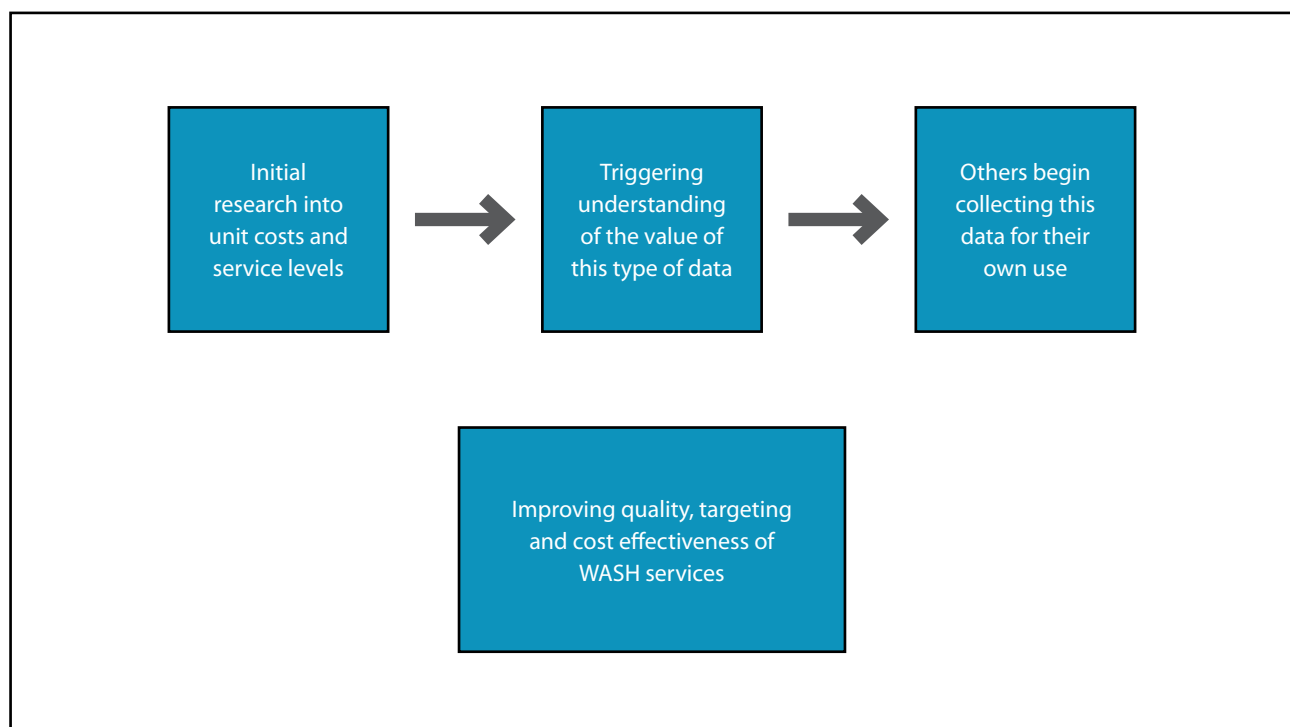 Initial
research into
unit costs and
service levels
Triggering
understanding
of the value of
this type of data
Others begin
collecting this
data for their
own use
Improving quality, targeting
and cost effectiveness of
WASH services